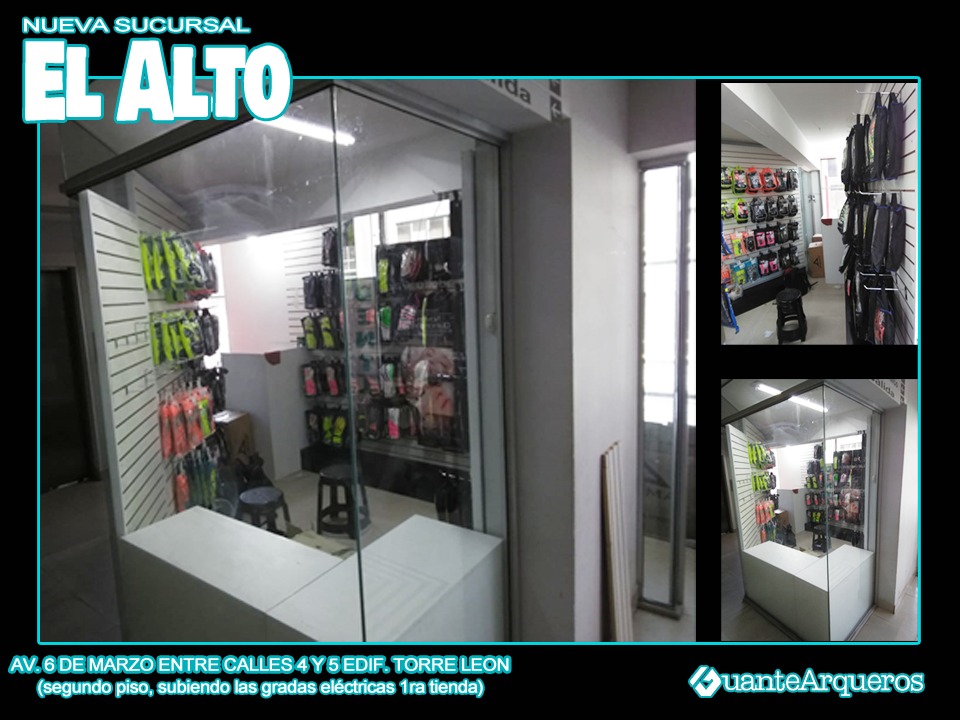 NUEVA SUCURSAL
EL ALTO
AV. 6 DE MARZO ENTRE CALLES 4 Y 5 EDIF. TORRE LEON
(segundo piso, subiendo las gradas eléctricas 1ra tienda)
GuanteArqueros